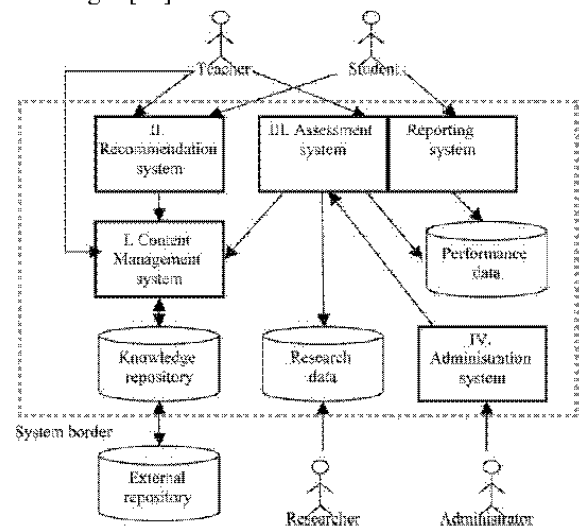 Teacher
Students
II.
Recommendation
system
III. Assessment
system
Reporting
system
I. Content
Management
system
Performance
data
Knowledge
repository
Research
data
IV.
Administration
system
System border
External
repository
Researcher
Administrator